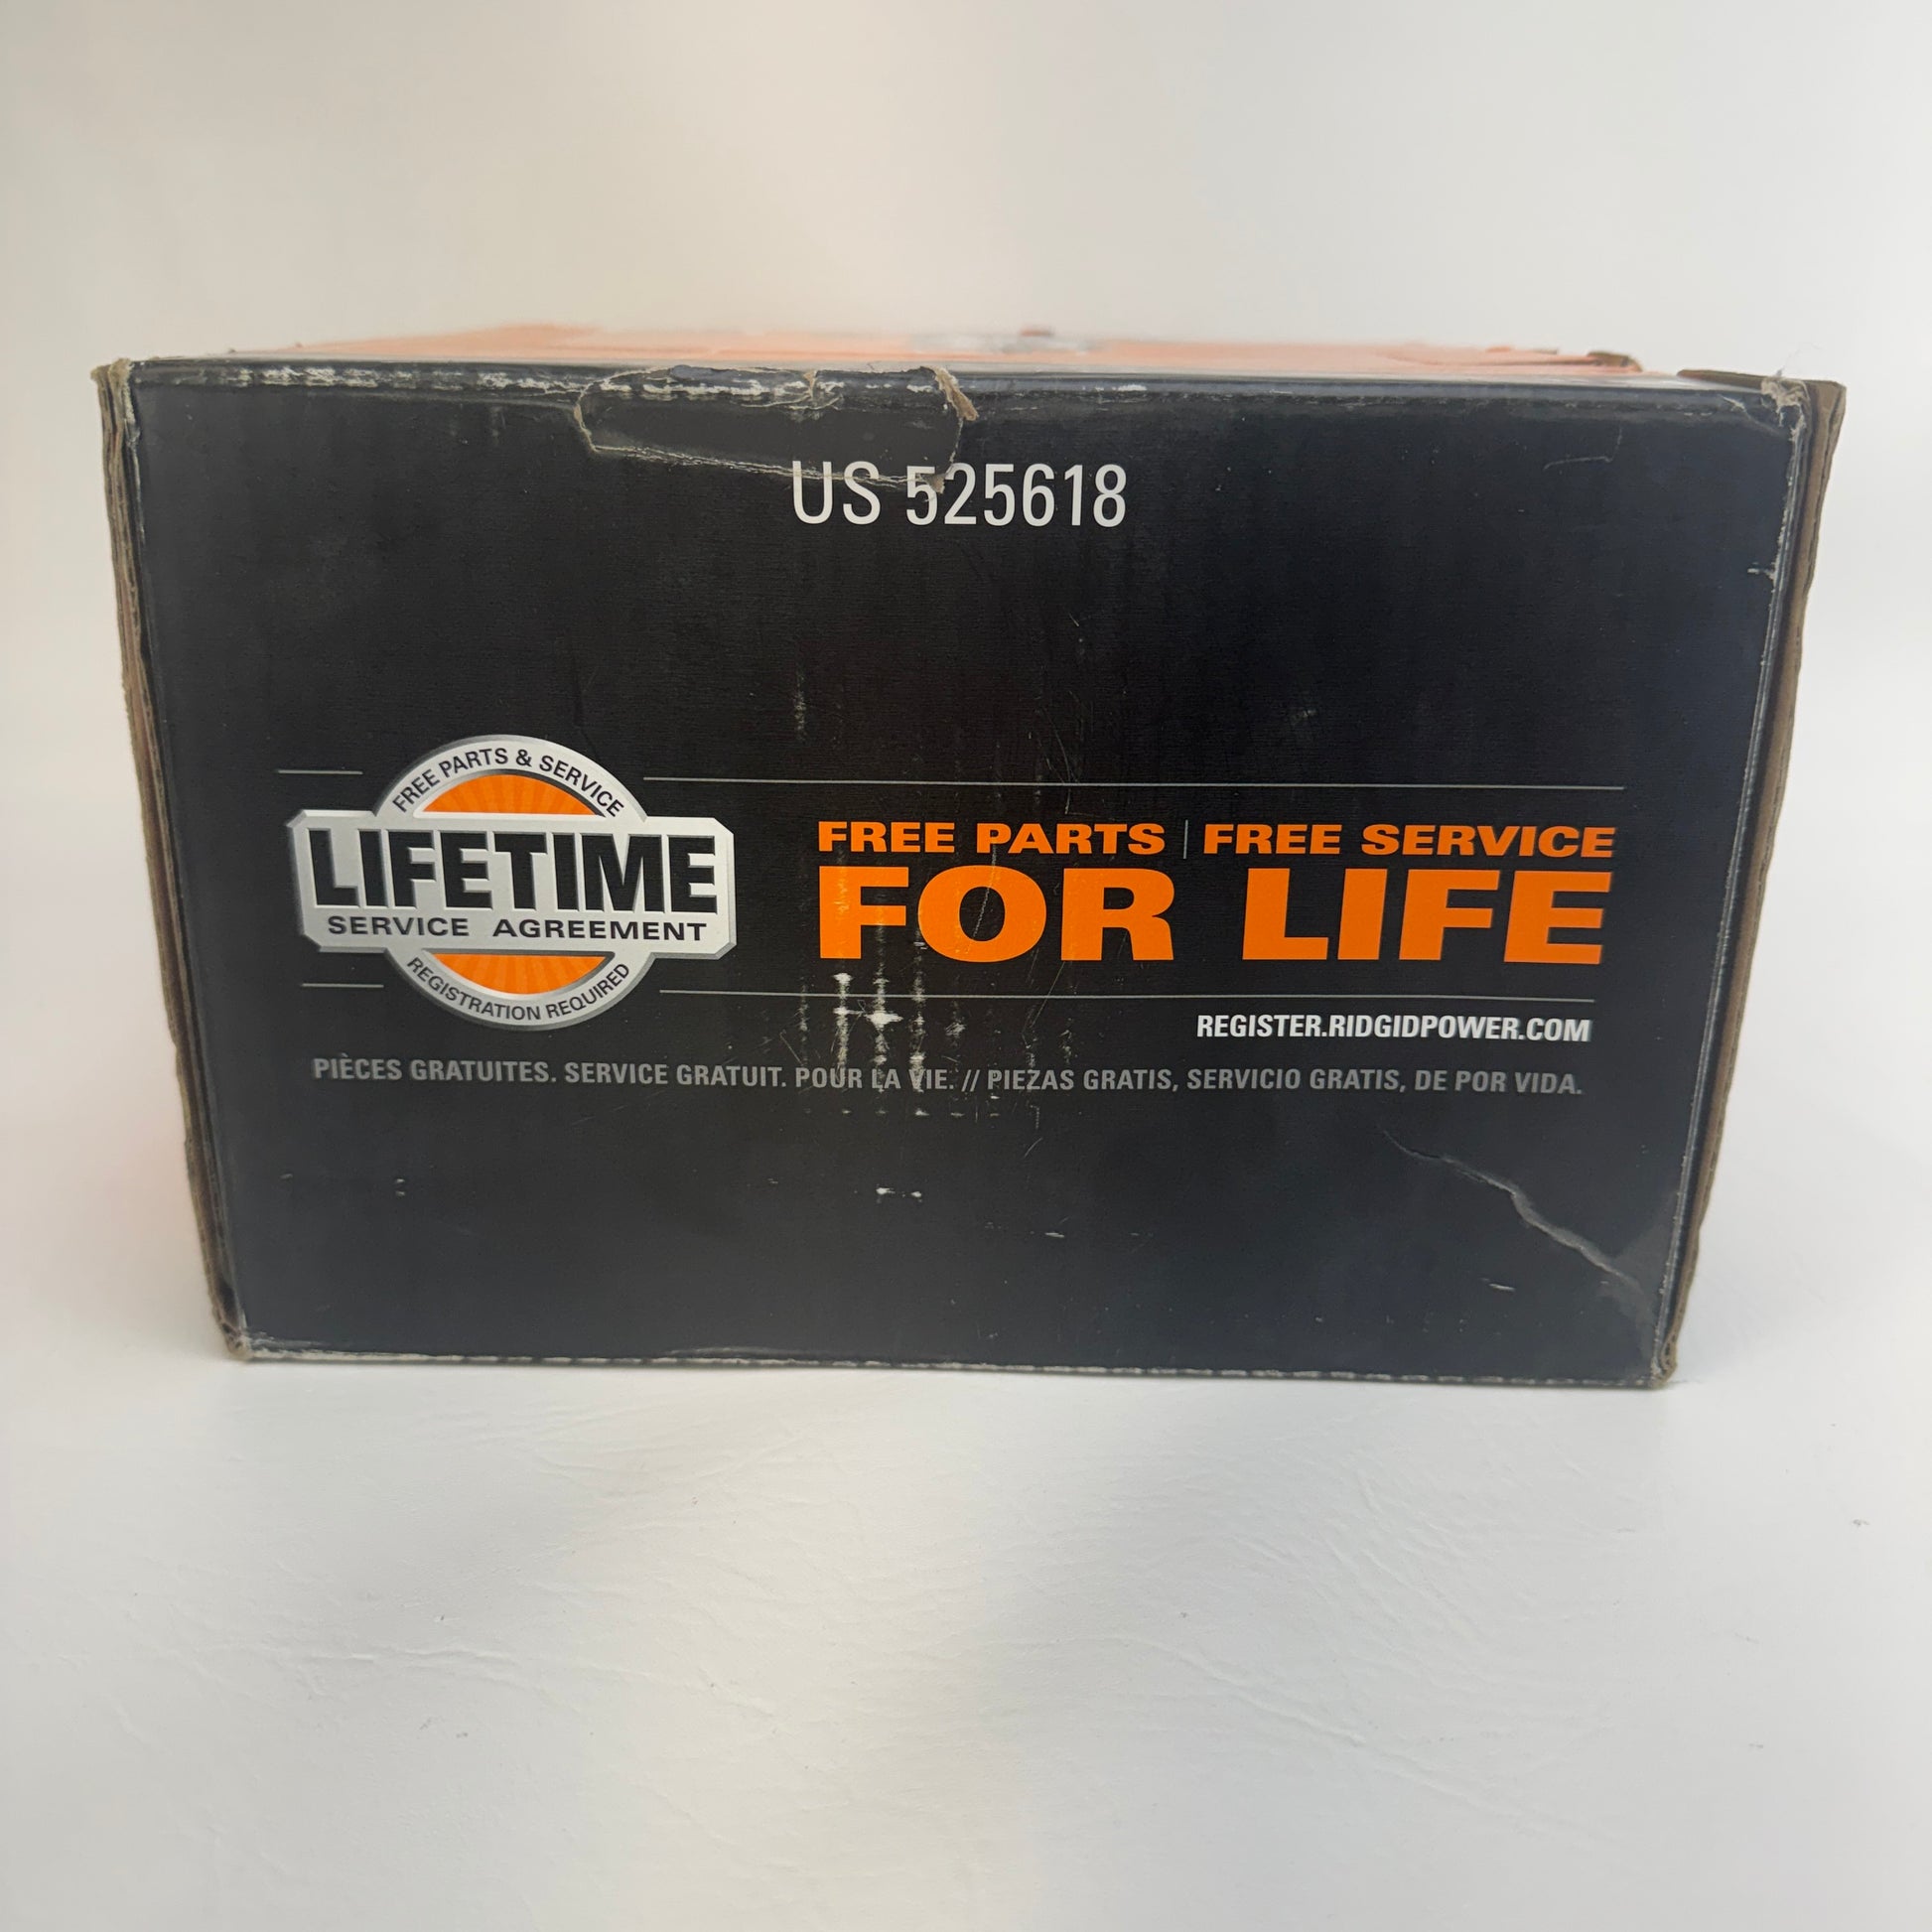 US 525618
FREE PARTS & SERVICE
LIFETIME
SERVICE AGREEMENT
REGISTRATION REQUIRED
FREE PARTS | FREE SERVICE
FOR LIFE
REGISTER.RIDGIDPOWER.COM
PIÈCES GRATUITES. SERVICE GRATUIT. POUR LA VIE. // PIEZAS GRATIS, SERVICIO GRATIS, DE POR VIDA.